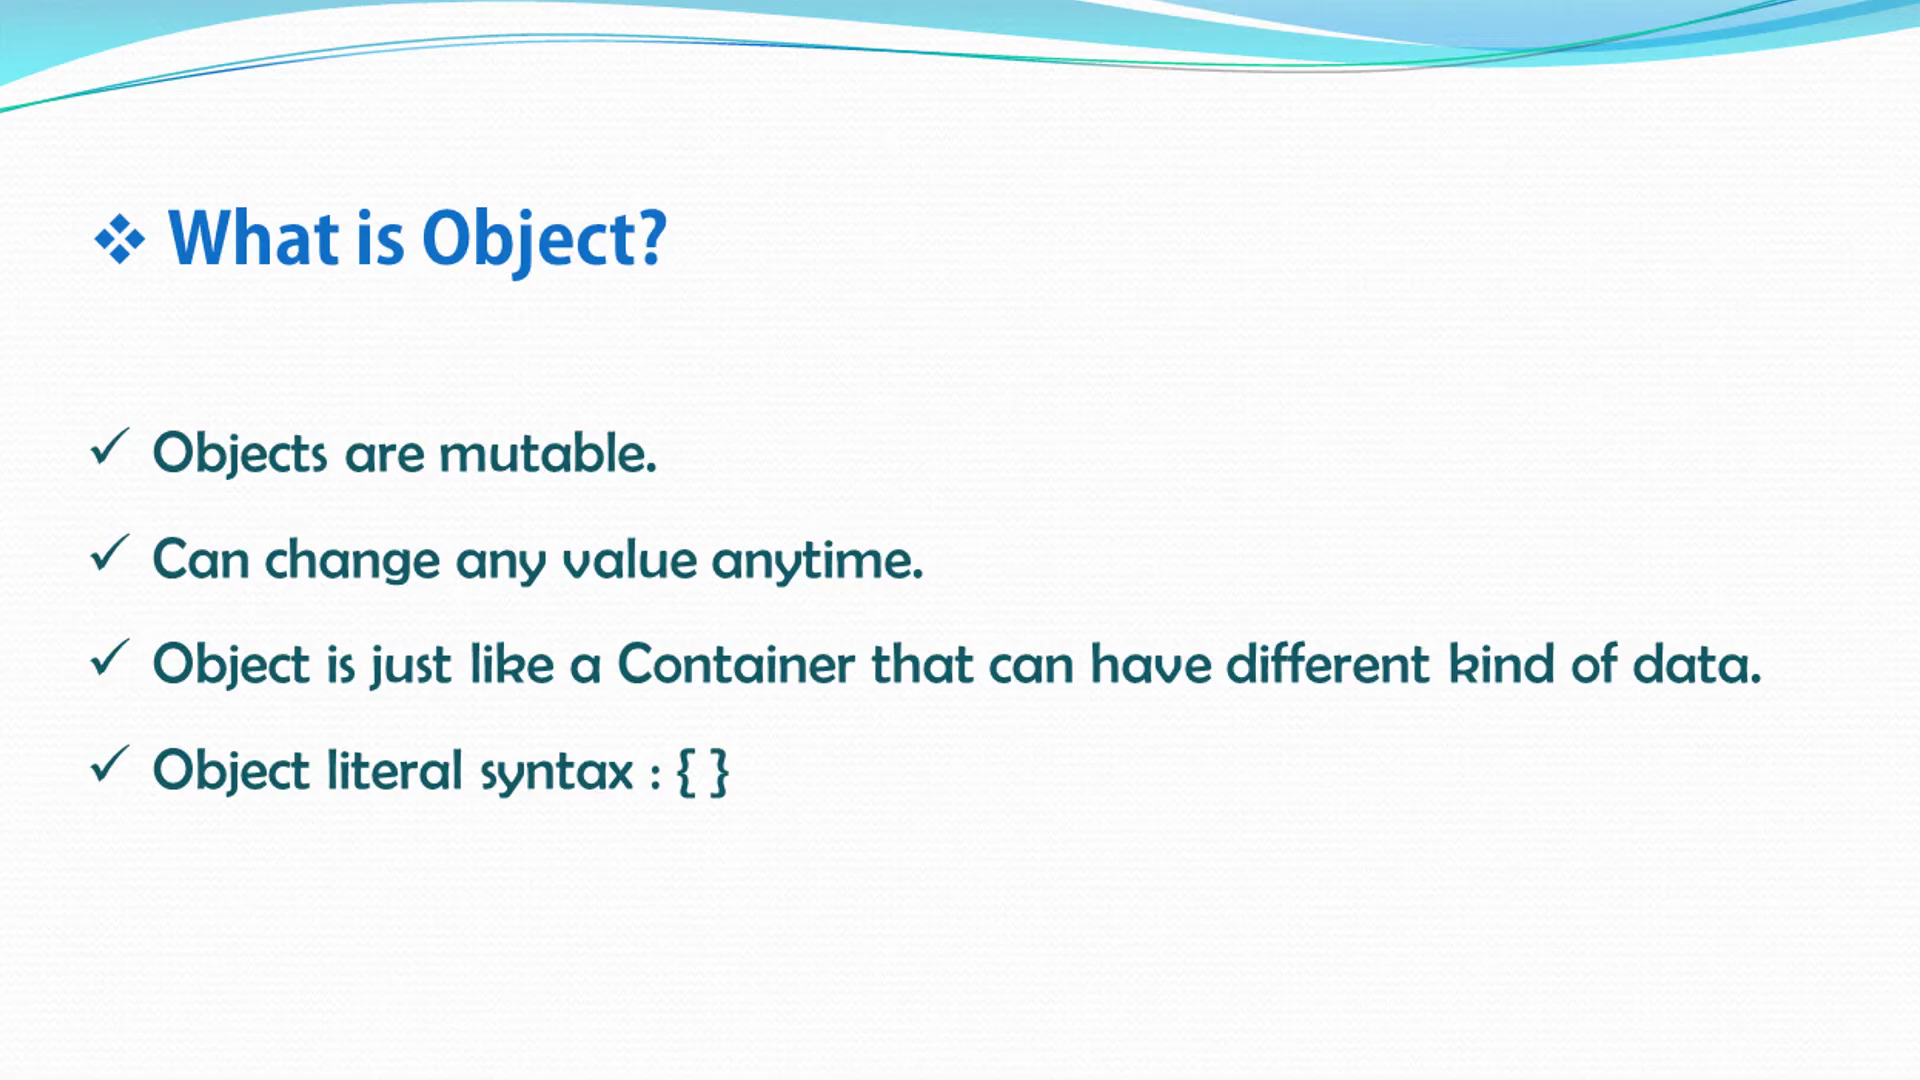 ❖ What is Object?
✓ Objects are mutable.
✓ Can change any value anytime.
✓ Object is just like a Container that can have different kind of data.
✓ Object literal syntax : { }